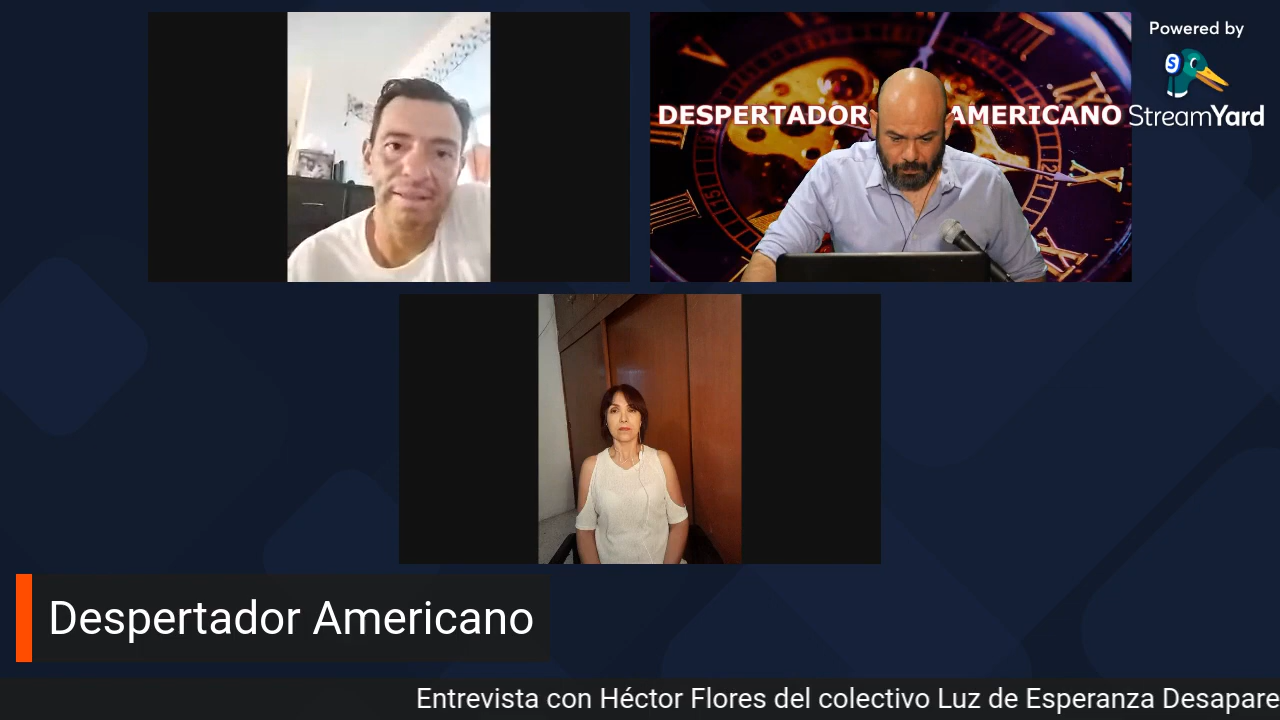 Powered by
StreamYard
DESPERTADOR AMERICANO
Despertador Americano
Entrevista con Héctor Flores del colectivo Luz de Esperanza Desapare